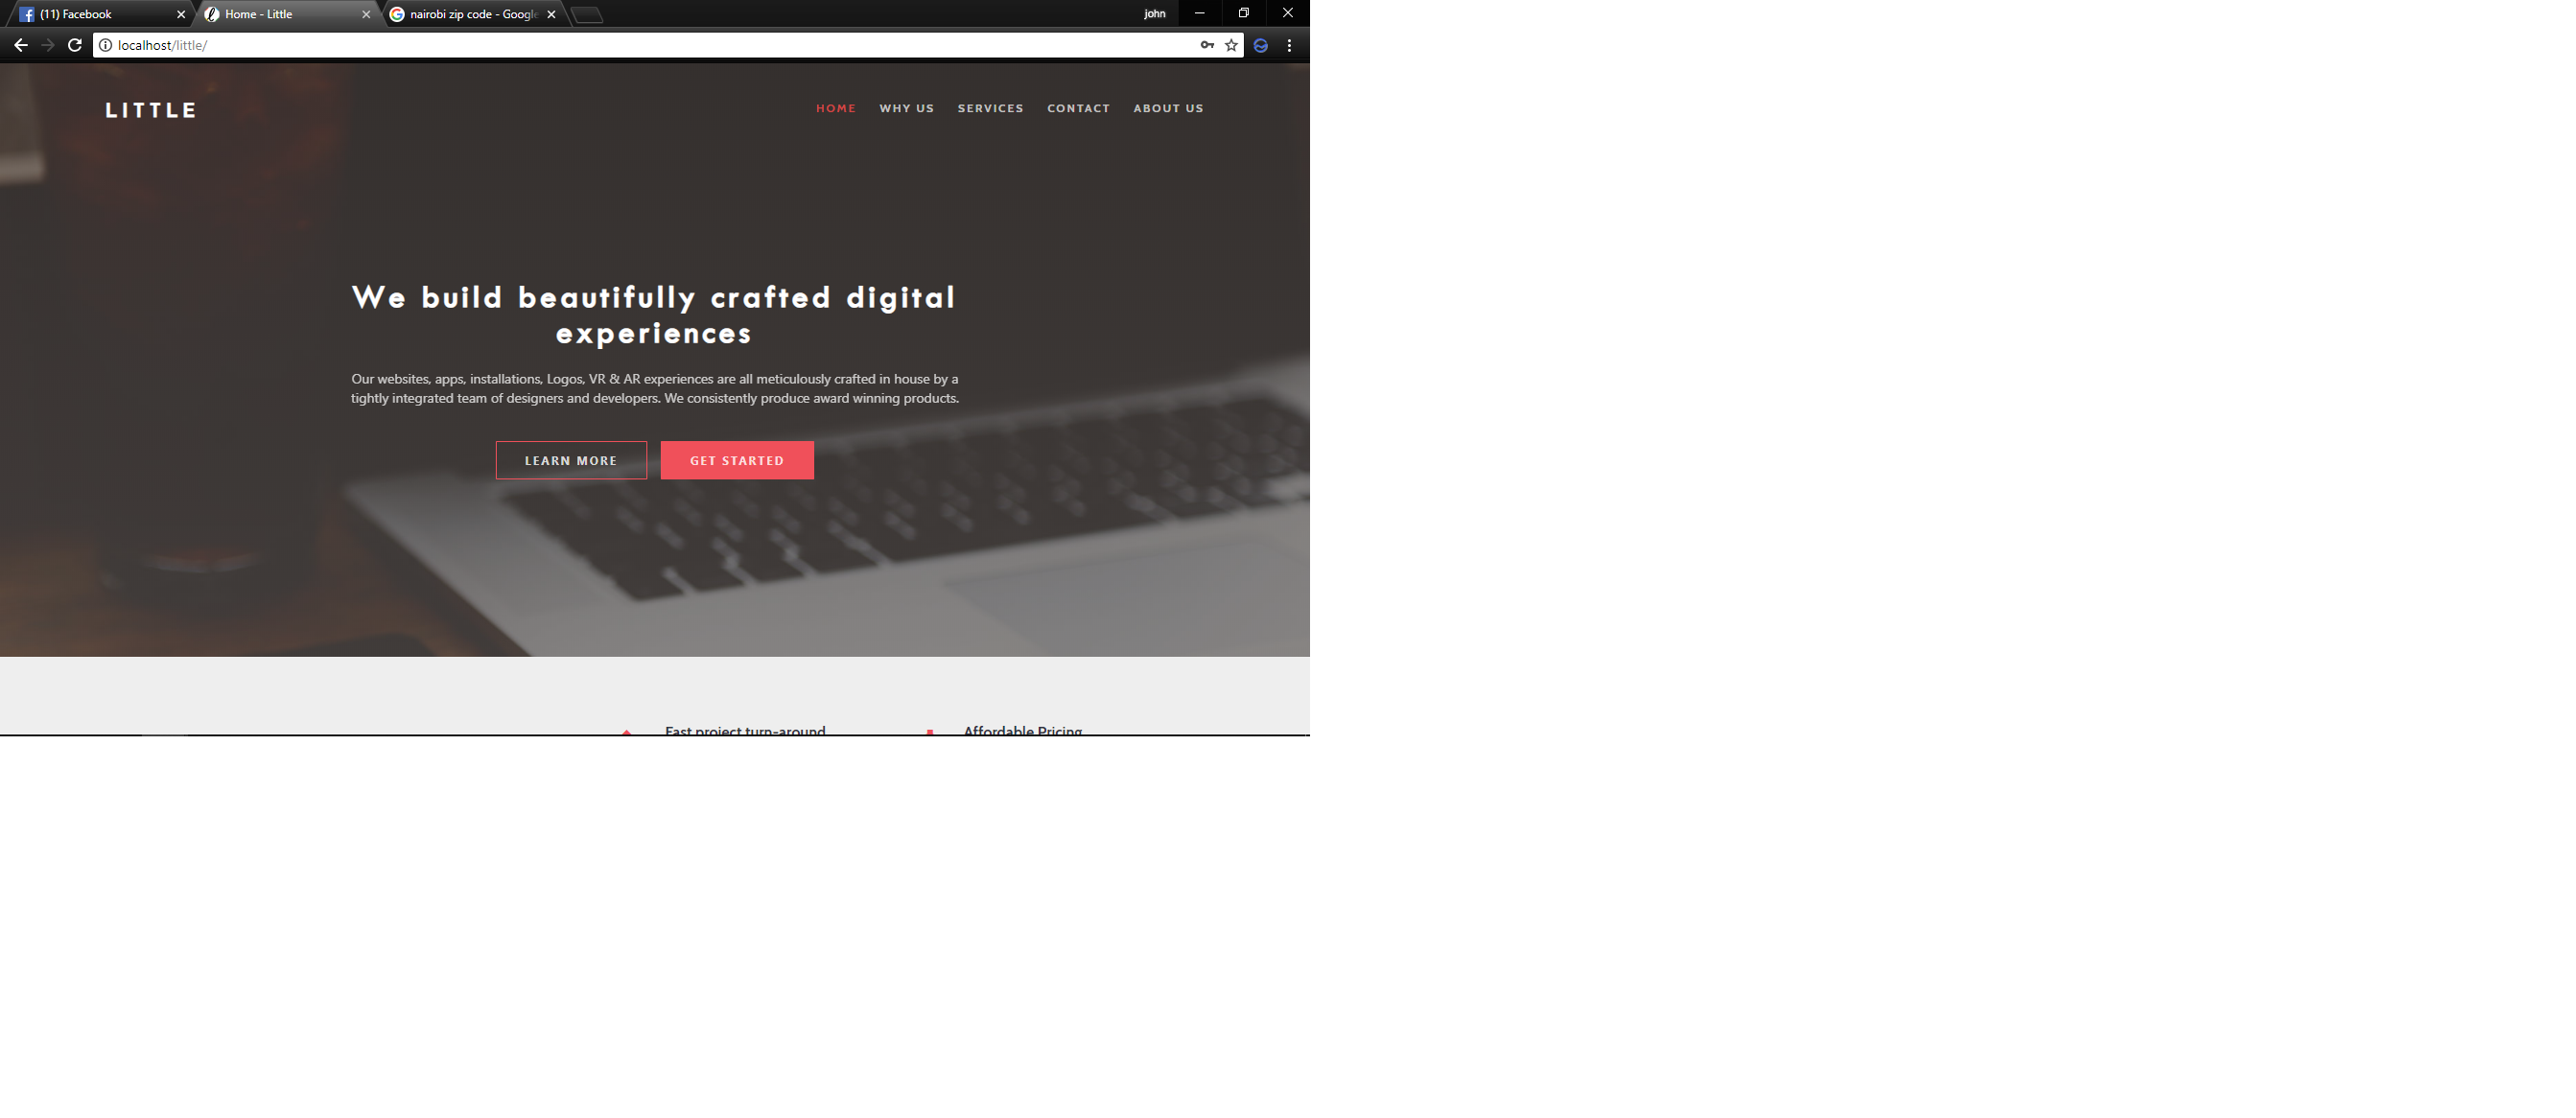 (11) Facebook
Home - Little
nairobi zip code - Google
john
localhost/little/
LITTLE
HOME
WHY US
SERVICES
CONTACT
ABOUT US
We build beautifully crafted digital
experiences
Our websites, apps, installations, Logos, VR & AR experiences are all meticulously crafted in house by a
tightly integrated team of designers and developers. We consistently produce award winning products.
LEARN MORE
GET STARTED
Fast project turn-around
Affordable Pricing